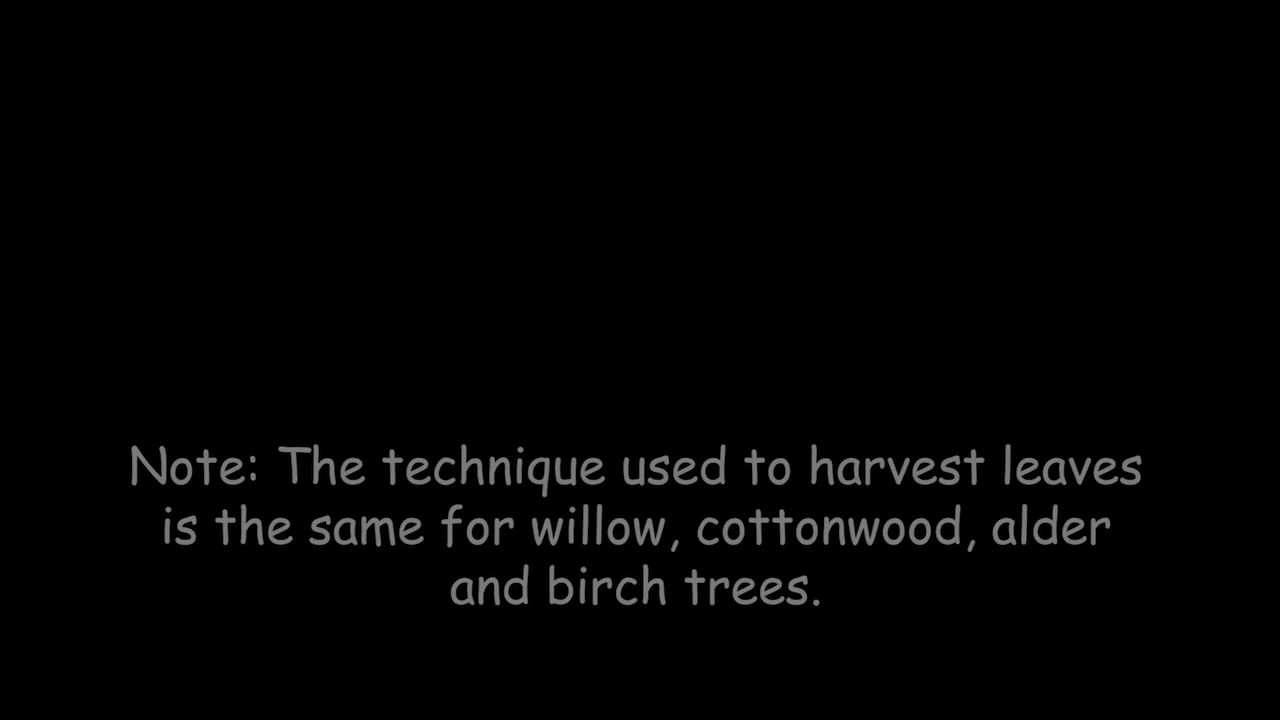 Note: The technique used to harvest leaves
is the same for willow, cottonwood, alder
and birch trees.